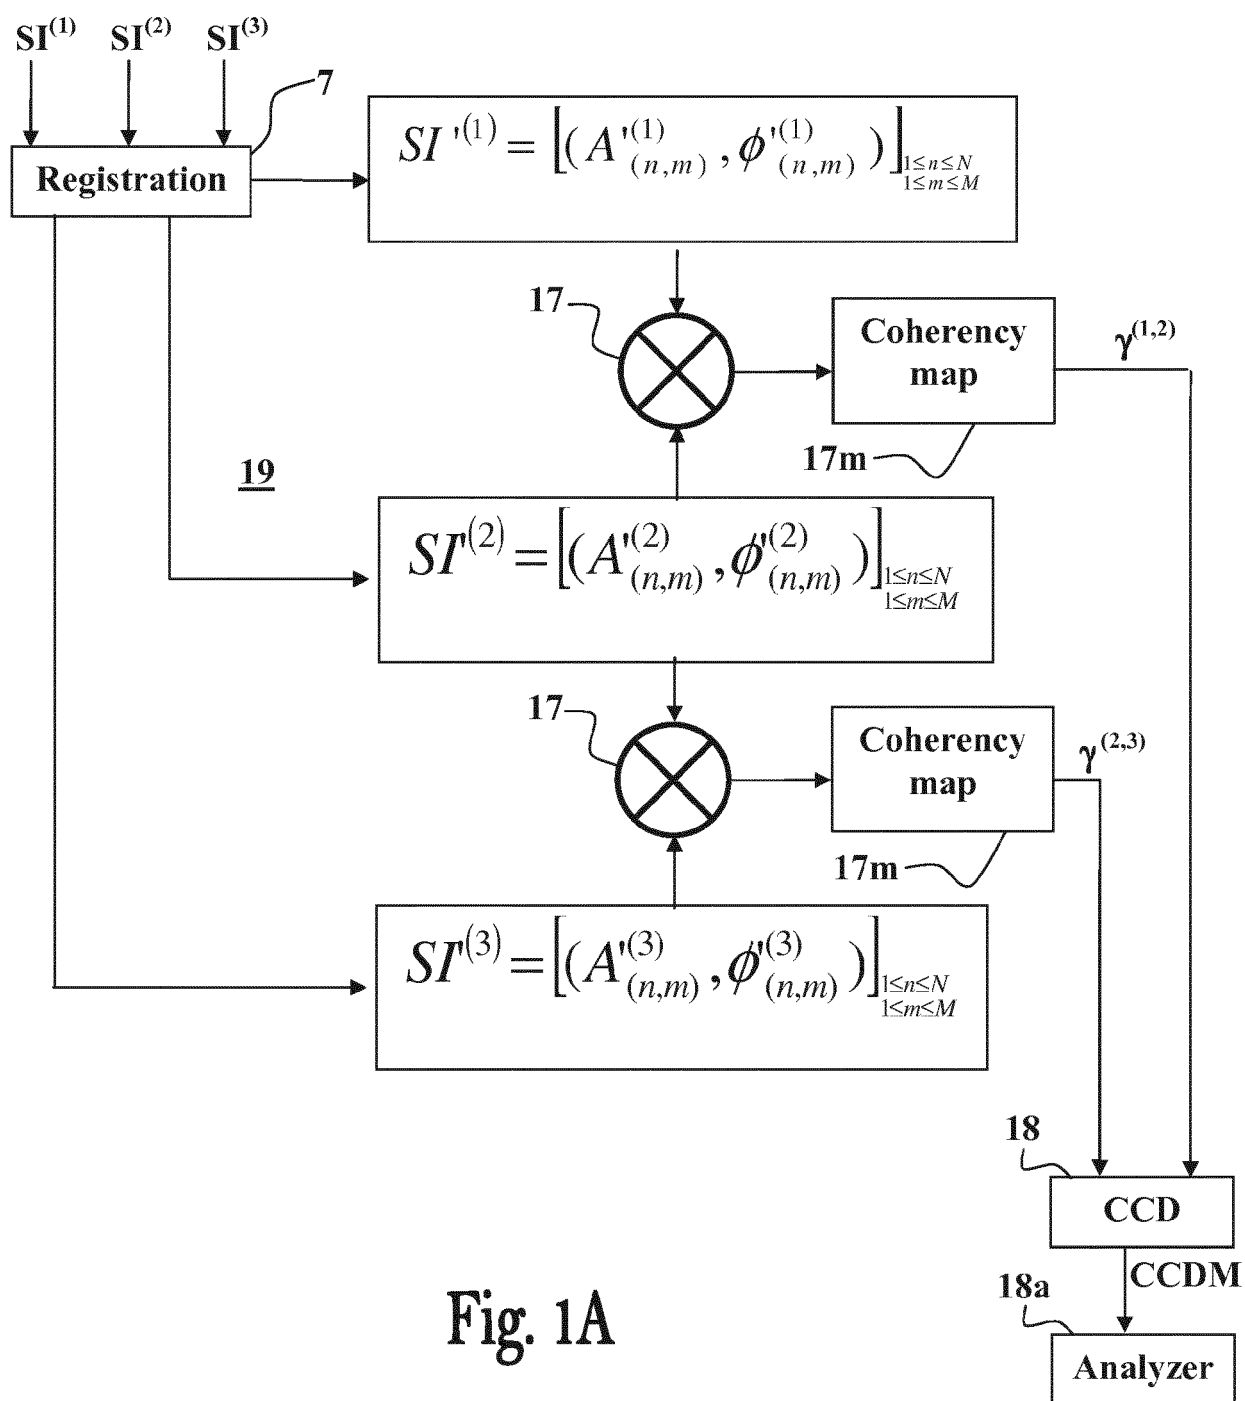 SI(1) SI(2) SI(3)
7
Registration
SI'(1) = [(A'(1)(n,m), ϕ'(1)(n,m))]1≤n≤N
1≤m≤M
17
Coherency
map
γ(1,2)
17m
19
SI'(2) = [(A'(2)(n,m), ϕ'(2)(n,m))]1≤n≤N
1≤m≤M
17
Coherency
map
γ(2,3)
17m
SI'(3) = [(A'(3)(n,m), ϕ'(3)(n,m))]1≤n≤N
1≤m≤M
18
CCD
CCDM
18a
Analyzer
Fig. 1A